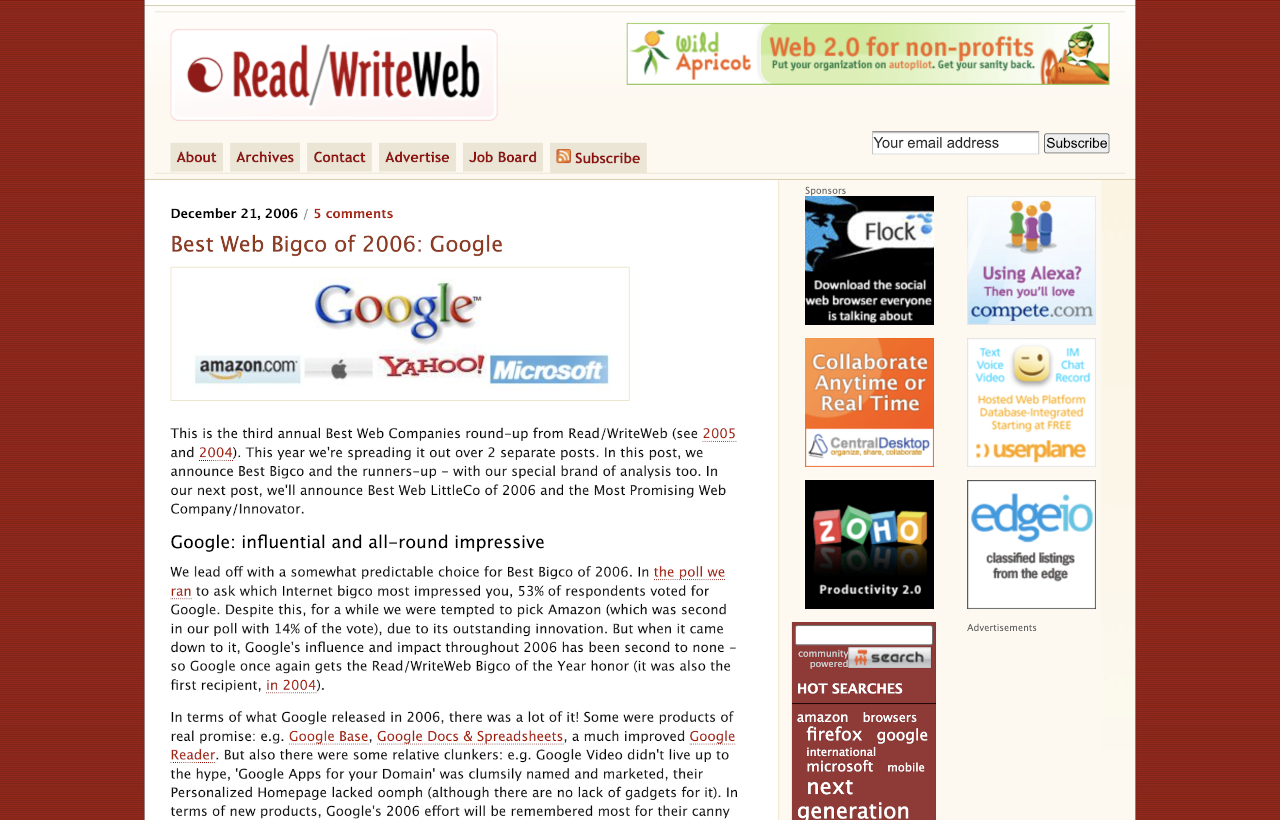 Read/WriteWeb
Wild Apricot
Web 2.0 for non-profits
Put your organization on autopilot. Get your sanity back.
Your email address
Subscribe
About
Archives
Contact
Advertise
Job Board
Subscribe
December 21, 2006 / 5 comments
Best Web Bigco of 2006: Google
Google™
amazon.com
YAHOO!
Microsoft
This is the third annual Best Web Companies round-up from Read/WriteWeb (see 2005
and 2004). This year we're spreading it out over 2 separate posts. In this post, we
announce Best Bigco and the runners-up - with our special brand of analysis too. In
our next post, we'll announce Best Web LittleCo of 2006 and the Most Promising Web
Company/Innovator.
Google: influential and all-round impressive
We lead off with a somewhat predictable choice for Best Bigco of 2006. In the poll we
ran to ask which Internet bigco most impressed you, 53% of respondents voted for
Google. Despite this, for a while we were tempted to pick Amazon (which was second
in our poll with 14% of the vote), due to its outstanding innovation. But when it came
down to it, Google's influence and impact throughout 2006 has been second to none -
so Google once again gets the Read/WriteWeb Bigco of the Year honor (it was also the
first recipient, in 2004).
In terms of what Google released in 2006, there was a lot of it! Some were products of
real promise: e.g. Google Base, Google Docs & Spreadsheets, a much improved Google
Reader. But also there were some relative clunkers: e.g. Google Video didn't live up to
the hype, 'Google Apps for your Domain' was clumsily named and marketed, their
Personalized Homepage lacked oomph (although there are no lack of gadgets for it). In
terms of new products, Google's 2006 effort will be remembered most for their canny
Sponsors
Flock
Download the social
web browser everyone
is talking about
Using Alexa?
Then you'll love
compete.com
Collaborate
Anytime or
Real Time
CentralDesktop
organize, share, collaborate
Text
Voice
Video
IM
Chat
Record
Hosted Web Platform
Database-Integrated
Starting at FREE
userplane
ZOHO
Productivity 2.0
edgeio
classified listings
from the edge
Advertisements
community
powered
search
HOT SEARCHES
amazon browsers
firefox google
international
microsoft mobile
next
generation